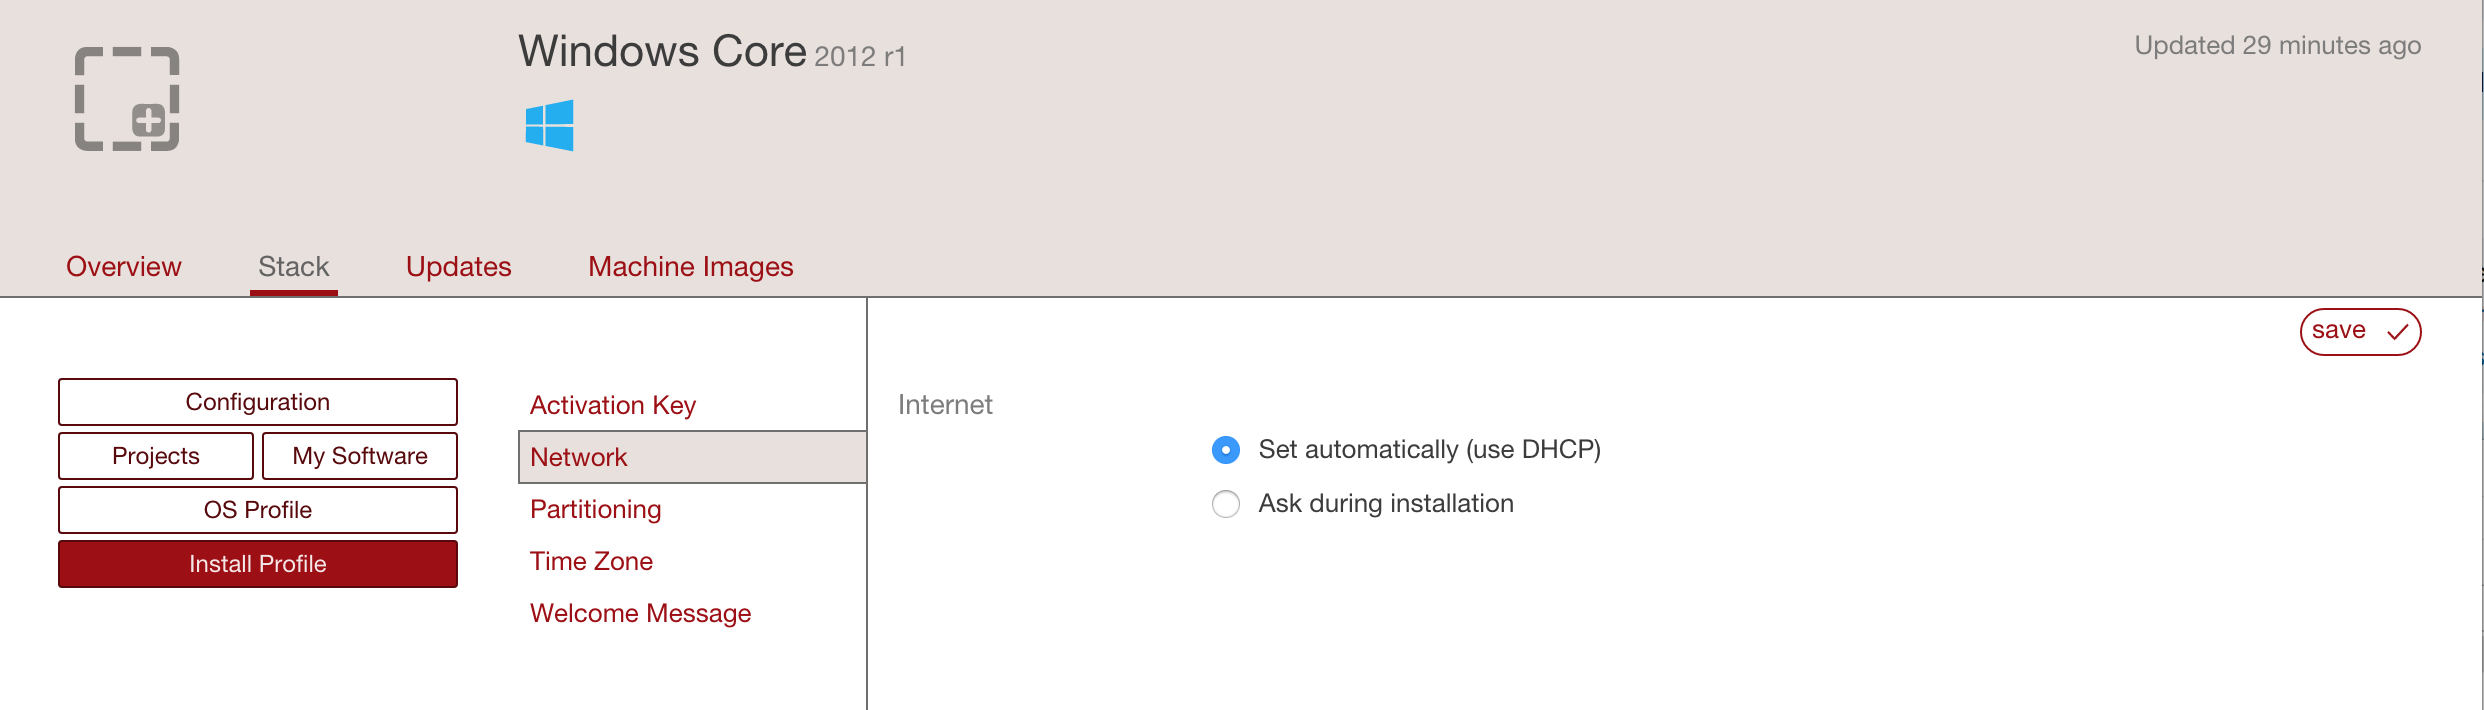 Windows Core 2012 r1
Updated 29 minutes ago
Overview Stack Updates Machine Images
save
Configuration
Projects My Software
OS Profile
Install Profile
Activation Key
Network
Partitioning
Time Zone
Welcome Message
Internet
Set automatically (use DHCP)
Ask during installation